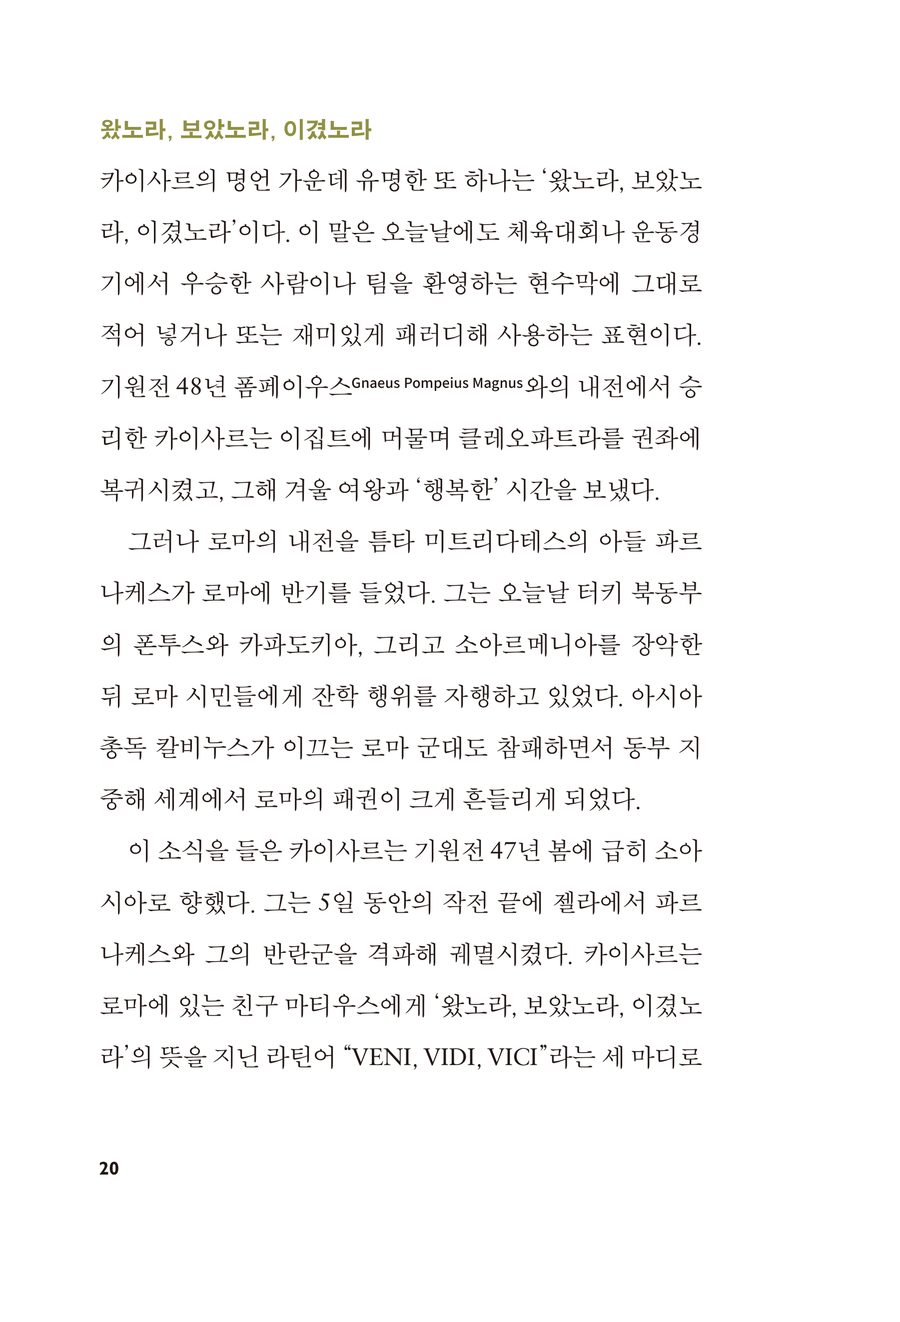 왔노라, 보았노라, 이겼노라
카이사르의 명언 가운데 유명한 또 하나는 ‘왔노라, 보았노
라, 이겼노라’이다. 이 말은 오늘날에도 체육대회나 운동경
기에서 우승한 사람이나 팀을 환영하는 현수막에 그대로
적어 넣거나 또는 재미있게 패러디해 사용하는 표현이다.
기원전 48년 폼페이우스Gnaeus Pompeius Magnus와의 내전에서 승
리한 카이사르는 이집트에 머물며 클레오파트라를 권좌에
복귀시켰고, 그해 겨울 여왕과 ‘행복한’ 시간을 보냈다.
그러나 로마의 내전을 틈타 미트리다테스의 아들 파르
나케스가 로마에 반기를 들었다. 그는 오늘날 터키 북동부
의 폰투스와 카파도키아, 그리고 소아르메니아를 장악한
뒤 로마 시민들에게 잔학 행위를 자행하고 있었다. 아시아
총독 칼비누스가 이끄는 로마 군대도 참패하면서 동부 지
중해 세계에서 로마의 패권이 크게 흔들리게 되었다.
이 소식을 들은 카이사르는 기원전 47년 봄에 급히 소아
시아로 향했다. 그는 5일 동안의 작전 끝에 젤라에서 파르
나케스와 그의 반란군을 격파해 궤멸시켰다. 카이사르는
로마에 있는 친구 마티우스에게 ‘왔노라, 보았노라, 이겼노
라’의 뜻을 지닌 라틴어 “VENI, VIDI, VICI”라는 세 마디로
20